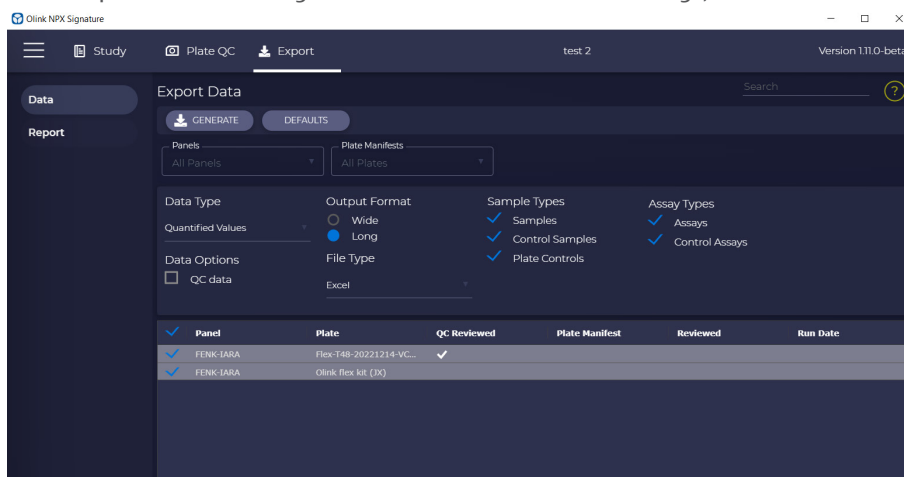 Olink NPX Signature
Study
Plate QC
Export
test 2
Version 1.11.0-beta
Data
Report
Export Data
Search
?
GENERATE
DEFAULTS
Panels
All Panels
Plate Manifests
All Plates
Data Type
Quantified Values
Data Options
QC data
Output Format
Wide
Long
File Type
Excel
Sample Types
Samples
Control Samples
Plate Controls
Assay Types
Assays
Control Assays
Panel Plate QC Reviewed Plate Manifest Reviewed Run Date
FENK-IARA Flex-T48-20221214-VC...
FENK-IARA Olink flex kit (JX)